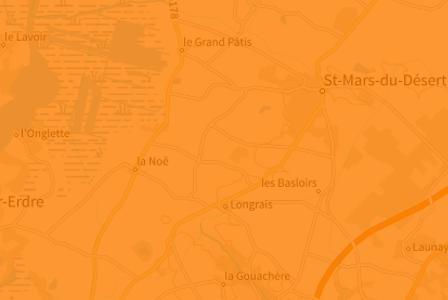 178
le Lavoir
le Grand Pâtis
St-Mars-du-Désert
l'Onglette
la Noë
les Basloirs
r-Erdre
Longrais
Launay
la Gouachère